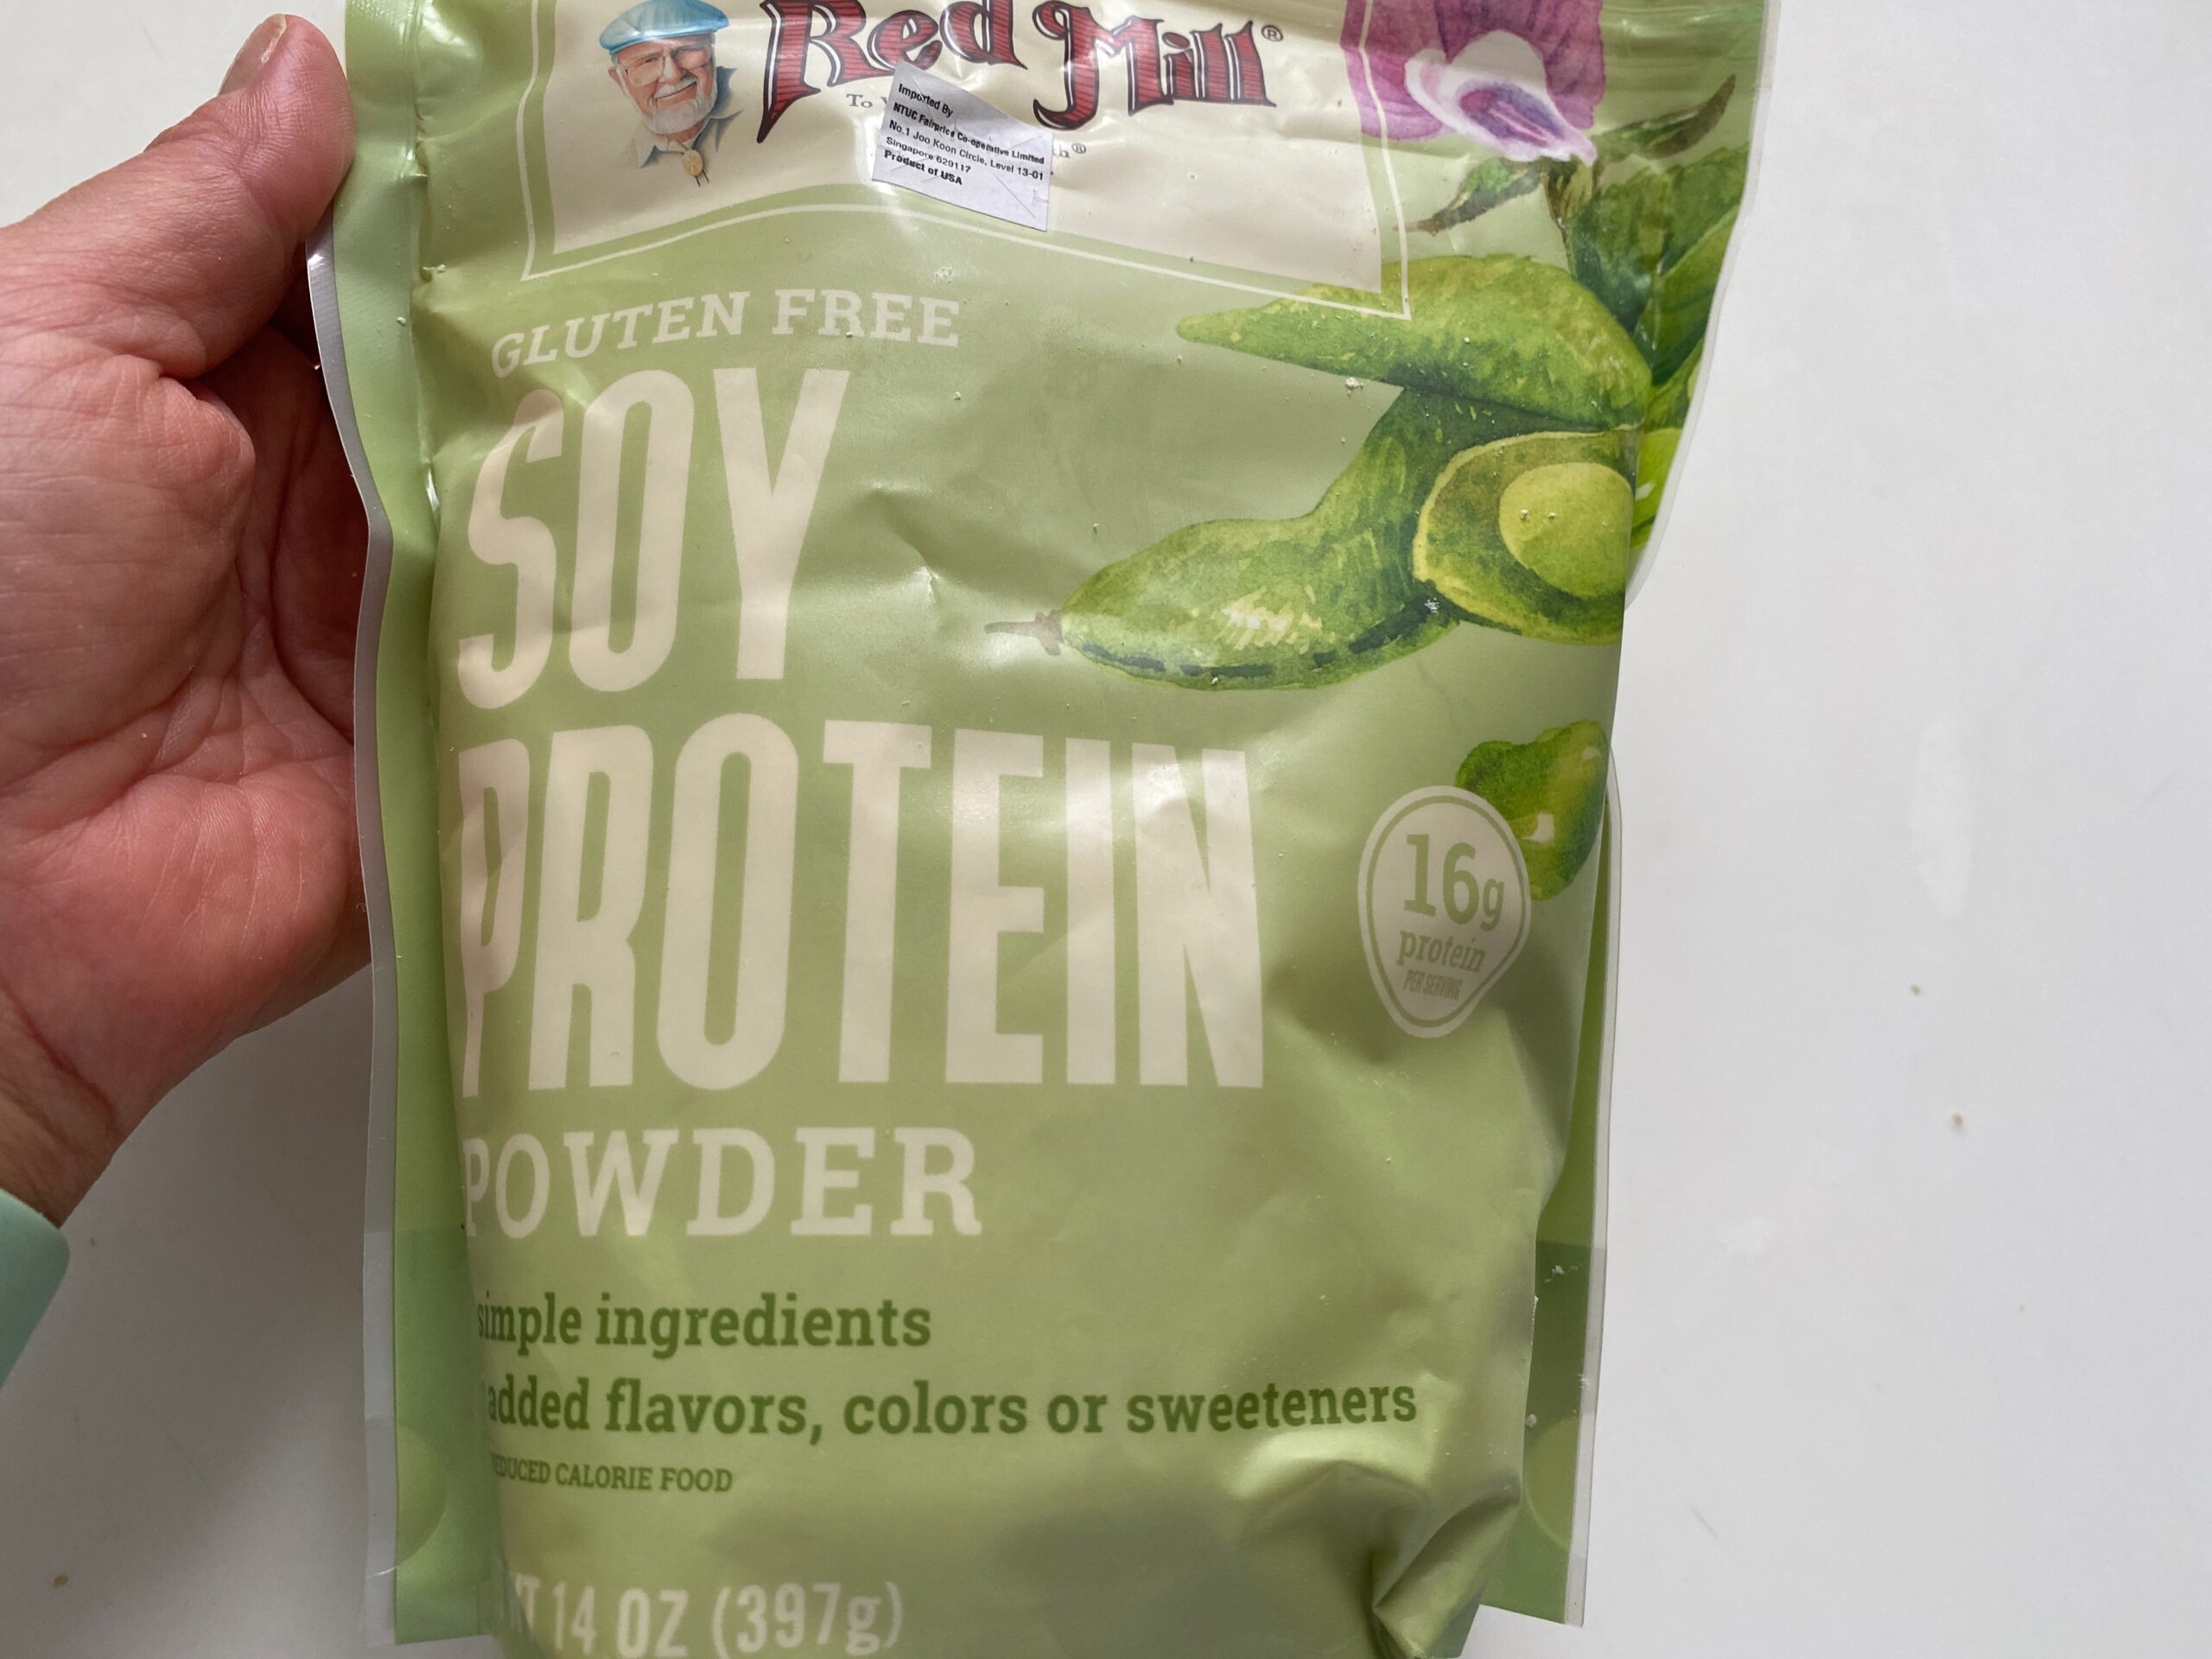 Red Mill®
To
Imported By
NTUC Fairprice Co-operative Limited
No.1 Joo Koon Circle, Level 13-01
Singapore 629117
Product of USA
®
GLUTEN FREE
SOY
PROTEIN
POWDER
16g
protein
PER SERVING
simple ingredients
added flavors, colors or sweeteners
REDUCED CALORIE FOOD
14 OZ (397g)